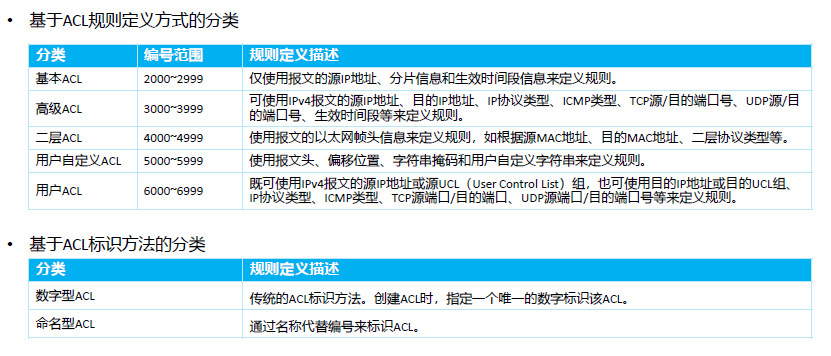 • 基于ACL规则定义方式的分类
分类 编号范围 规则定义描述
基本ACL 2000~2999 仅使用报文的源IP地址、分片信息和生效时间段信息来定义规则。
高级ACL 3000~3999 可使用IPv4报文的源IP地址、目的IP地址、IP协议类型、ICMP类型、TCP源/目的端口号、UDP源/目
的端口号、生效时间段等来定义规则。
二层ACL 4000~4999 使用报文的以太网帧头信息来定义规则，如根据源MAC地址、目的MAC地址、二层协议类型等。
用户自定义ACL 5000~5999 使用报文头、偏移位置、字符串掩码和用户自定义字符串来定义规则。
用户ACL 6000~6999 既可使用IPv4报文的源IP地址或源UCL（User Control List）组，也可使用目的IP地址或目的UCL组、
IP协议类型、ICMP类型、TCP源端口/目的端口、UDP源端口/目的端口号等来定义规则。
• 基于ACL标识方法的分类
分类 规则定义描述
数字型ACL 传统的ACL标识方法。创建ACL时，指定一个唯一的数字标识该ACL。
命名型ACL 通过名称代替编号来标识ACL。